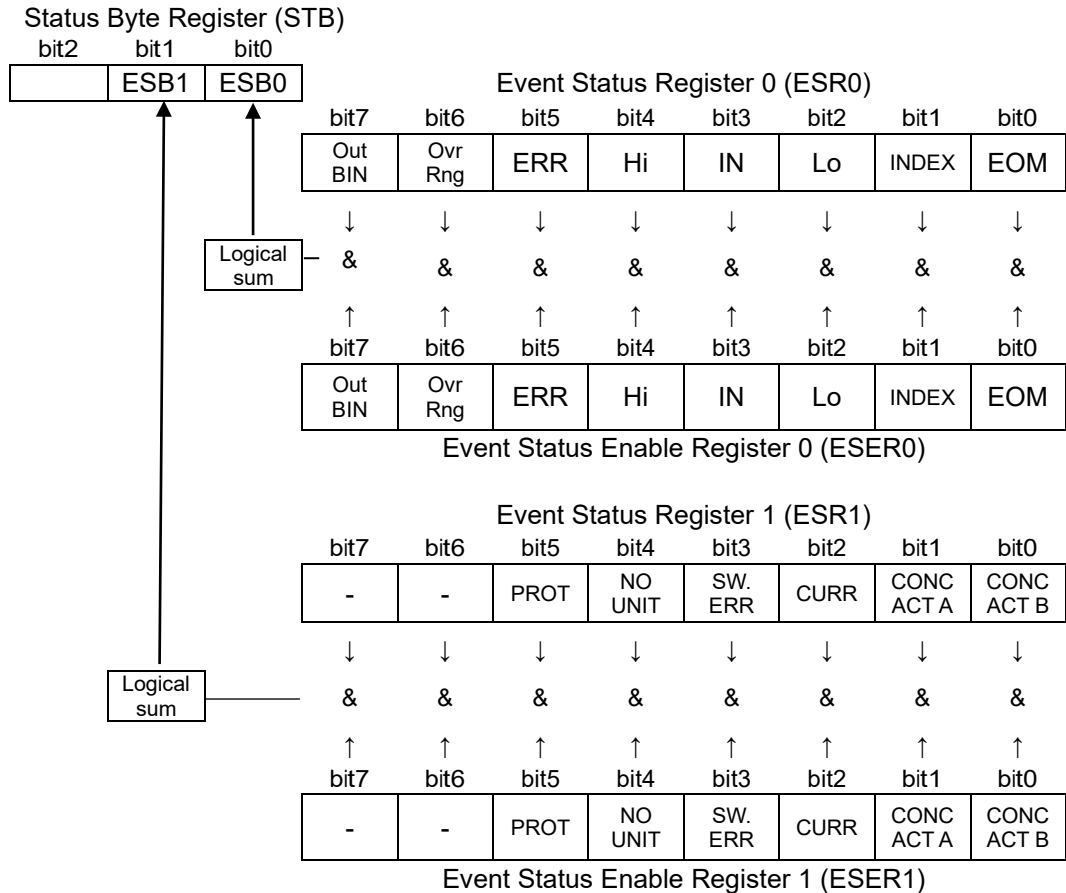 Status Byte Register (STB)
bit2 bit1 bit0
ESB1 ESB0
Event Status Register 0 (ESR0)
bit7 bit6 bit5 bit4 bit3 bit2 bit1 bit0
Out BIN Ovr Rng ERR Hi IN Lo INDEX EOM
↓ ↓ ↓ ↓ ↓ ↓ ↓ ↓
Logical sum & & & & & & & &
↑ ↑ ↑ ↑ ↑ ↑ ↑ ↑
bit7 bit6 bit5 bit4 bit3 bit2 bit1 bit0
Out BIN Ovr Rng ERR Hi IN Lo INDEX EOM
Event Status Enable Register 0 (ESER0)
Event Status Register 1 (ESR1)
bit7 bit6 bit5 bit4 bit3 bit2 bit1 bit0
- - PROT NO UNIT SW. ERR CURR CONC ACT A CONC ACT B
↓ ↓ ↓ ↓ ↓ ↓ ↓ ↓
Logical sum & & & & & & & &
↑ ↑ ↑ ↑ ↑ ↑ ↑ ↑
bit7 bit6 bit5 bit4 bit3 bit2 bit1 bit0
- - PROT NO UNIT SW. ERR CURR CONC ACT A CONC ACT B
Event Status Enable Register 1 (ESER1)